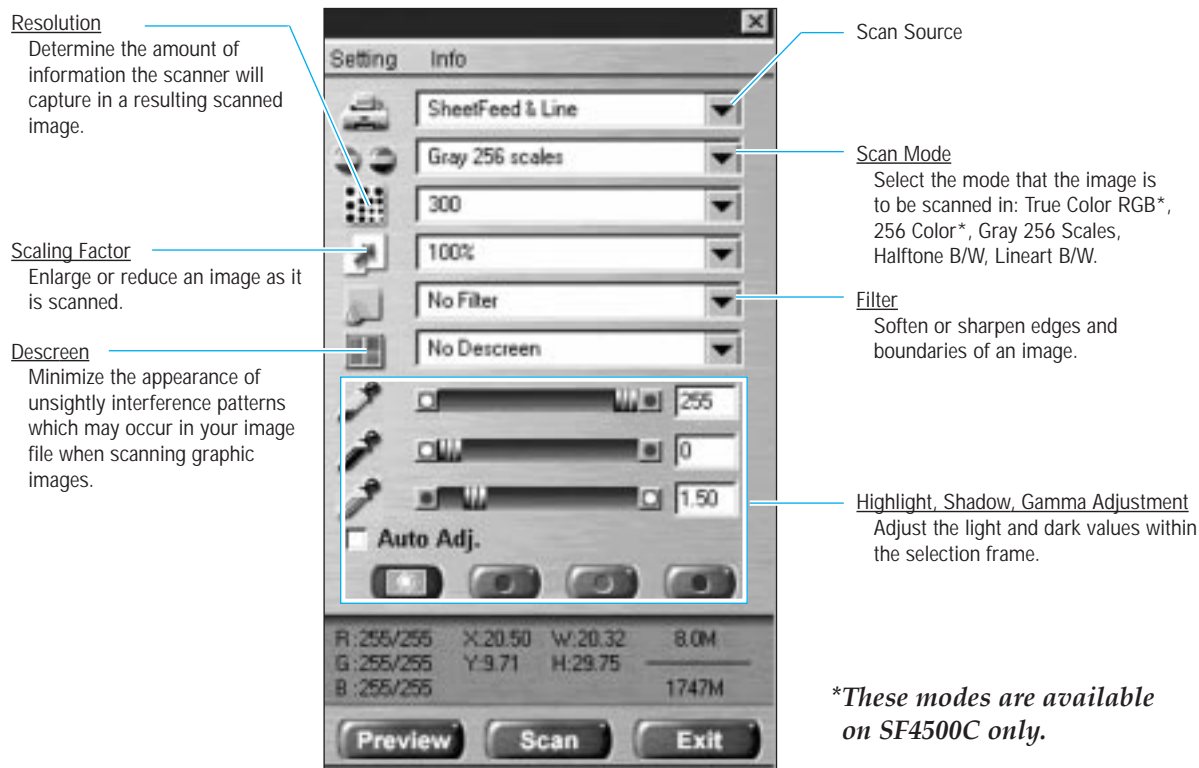 Resolution
Determine the amount of
information the scanner will
capture in a resulting scanned
image.
Scaling Factor
Enlarge or reduce an image as it
is scanned.
Descreen
Minimize the appearance of
unsightly interference patterns
which may occur in your image
file when scanning graphic
images.
Setting Info
SheetFeed & Line
Gray 256 scales
300
100%
No Filter
No Descreen
255
0
1.50
Auto Adj.
R :255/255 X:20.50 W:20.32 8.0M
G :255/255 Y:9.71 H:29.75
B :255/255 1747M
Preview Scan Exit
Scan Source
Scan Mode
Select the mode that the image is
to be scanned in: True Color RGB*,
256 Color*, Gray 256 Scales,
Halftone B/W, Lineart B/W.
Filter
Soften or sharpen edges and
boundaries of an image.
Highlight, Shadow, Gamma Adjustment
Adjust the light and dark values within
the selection frame.
*These modes are available
on SF4500C only.